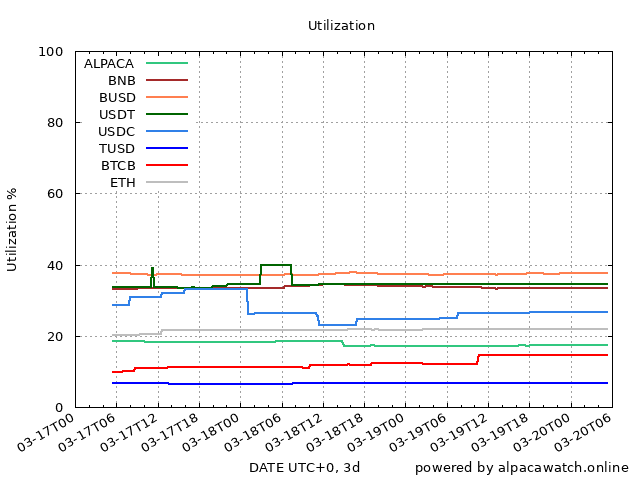 Utilization
100
80
60
40
20
0
Utilization %
ALPACA
BNB
BUSD
USDT
USDC
TUSD
BTCB
ETH
03-17T00
03-17T06
03-17T12
03-17T18
03-18T00
03-18T06
03-18T12
03-18T18
03-19T00
03-19T06
03-19T12
03-19T18
03-20T00
03-20T06
DATE UTC+0, 3d
powered by alpacawatch.online